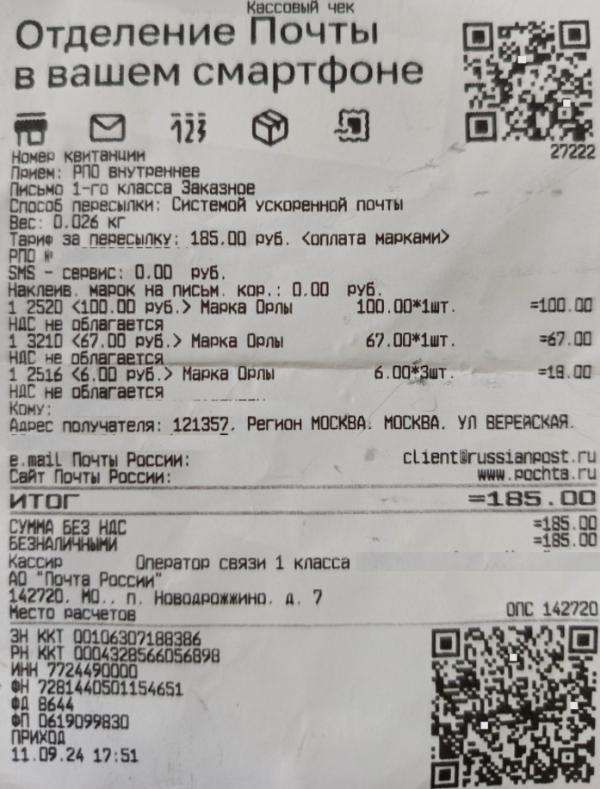 Кассовый чек
Отделение Почты
в вашем смартфоне
123
27222
Номер квитанции
Прием: РПО внутреннее
Письмо 1-го класса Заказное
Способ пересылки: Системой ускоренной почты
Вес: 0.026 кг
Тариф за пересылку: 185.00 руб. <оплата марками>
РПО №
SMS - сервис: 0.00 руб.
Наклеив. марок на письм. кор.: 0.00 руб.
1 2520 <100.00 руб.> Марка Орлы 100.00*1шт. =100.00
НДС не облагается
1 3210 <67.00 руб.> Марка Орлы 67.00*1шт. =67.00
НДС не облагается
1 2516 <6.00 руб.> Марка Орлы 6.00*3шт. =18.00
НДС не облагается
Кому:
Адрес получателя: 121357, Регион МОСКВА, МОСКВА, УЛ ВЕРЕЙСКАЯ,
e.mail Почты России: client@russianpost.ru
Сайт Почты России: www.pochta.ru
ИТОГ =185.00
СУММА БЕЗ НДС =185.00
БЕЗНАЛИЧНЫМИ =185.00
Кассир Оператор связи 1 класса
АО "Почта России"
142720, МО., п. Новодрожжино, д. 7
Место расчетов ОПС 142720
ЗН ККТ 00106307188386
РН ККТ 0004328566056898
ИНН 7724490000
ФН 7281440501154651
ФД 8644
ФП 0619099830
ПРИХОД
11.09.24 17:51